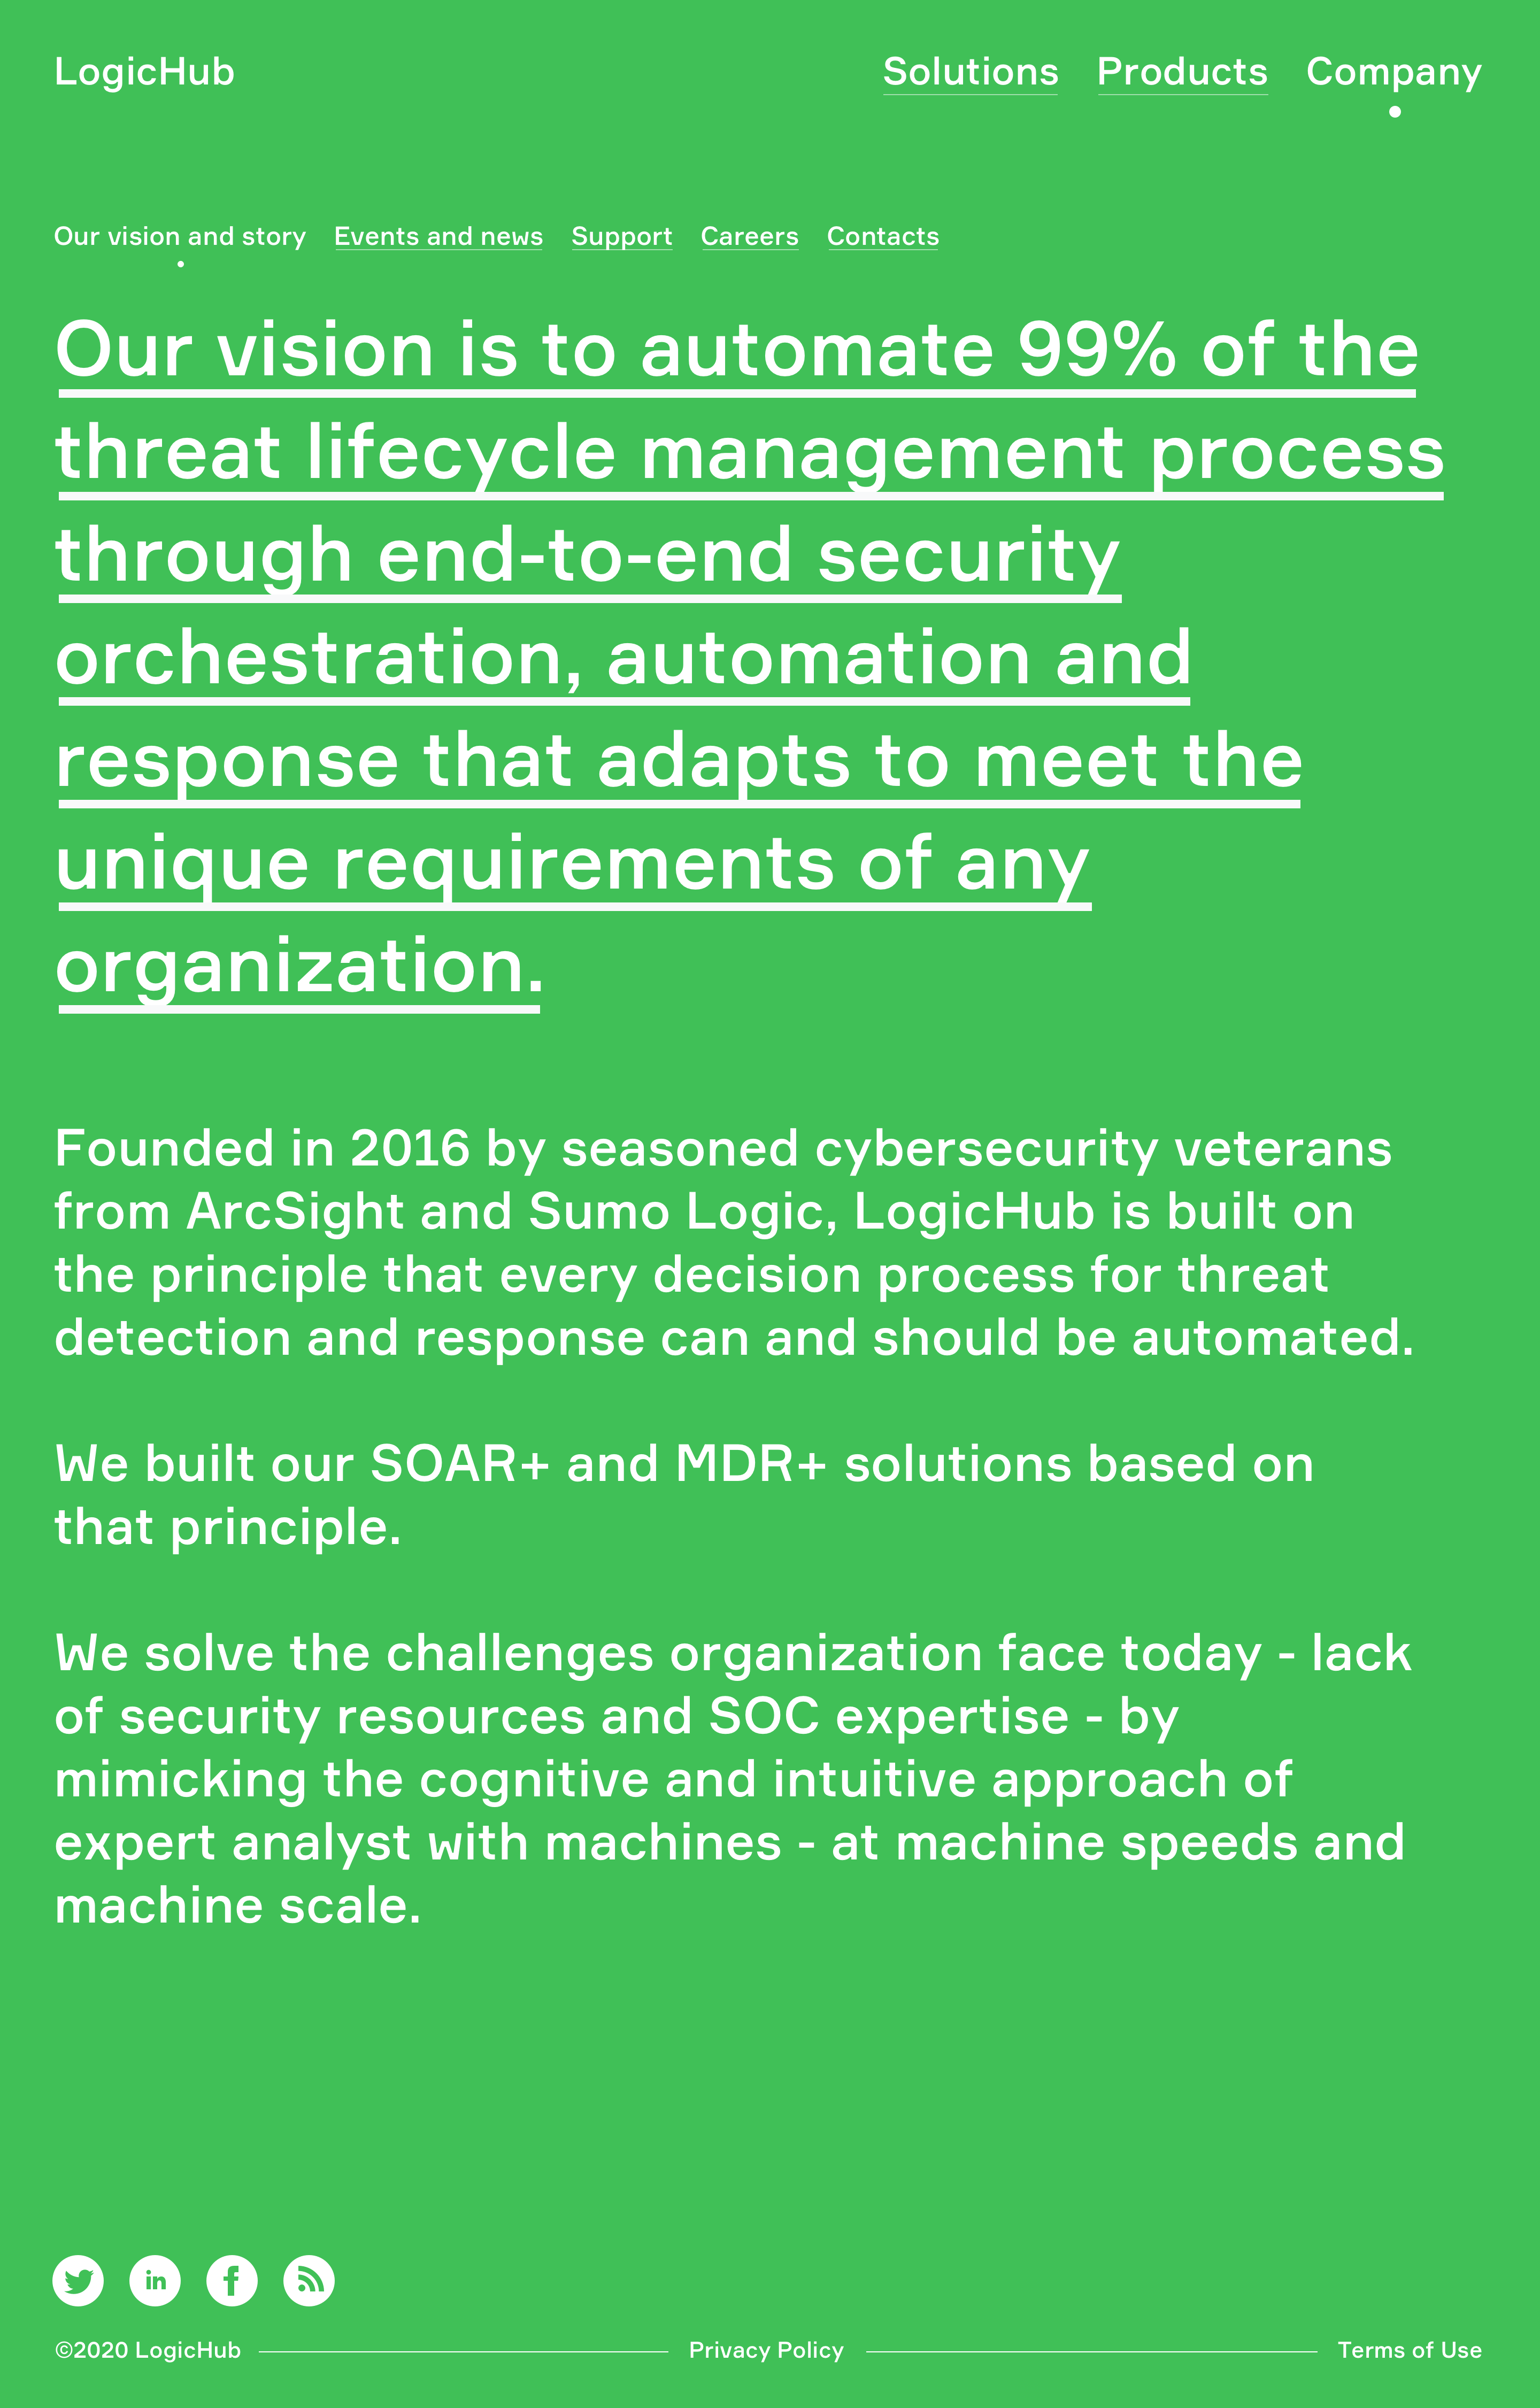 LogicHub Solutions Products Company
Our vision and story Events and news Support Careers Contacts
Our vision is to automate 99% of the
threat lifecycle management process
through end-to-end security
orchestration, automation and
response that adapts to meet the
unique requirements of any
organization.
Founded in 2016 by seasoned cybersecurity veterans
from ArcSight and Sumo Logic, LogicHub is built on
the principle that every decision process for threat
detection and response can and should be automated.
We built our SOAR+ and MDR+ solutions based on
that principle.
We solve the challenges organization face today - lack
of security resources and SOC expertise - by
mimicking the cognitive and intuitive approach of
expert analyst with machines - at machine speeds and
machine scale.
in f
©2020 LogicHub Privacy Policy Terms of Use